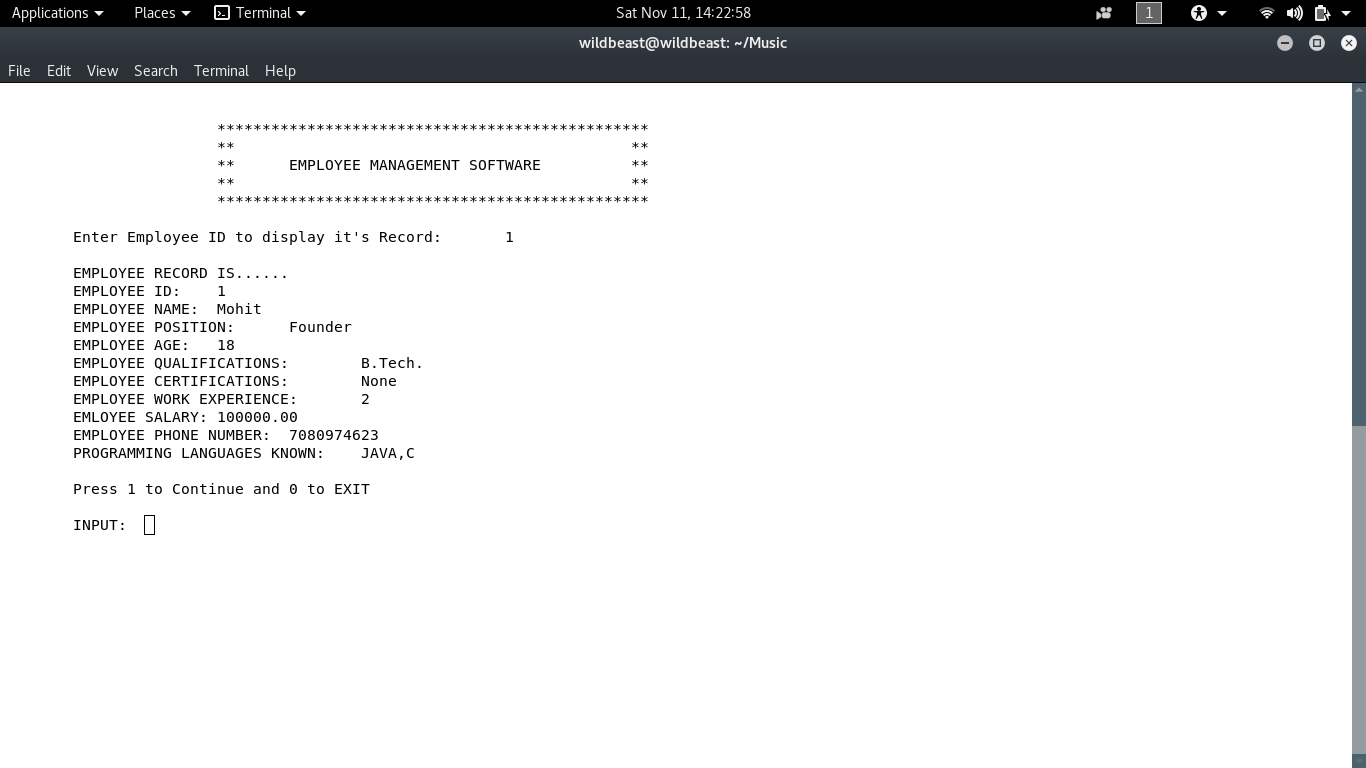 Applications Places Terminal Sat Nov 11, 14:22:58 1
wildbeast@wildbeast: ~/Music
File Edit View Search Terminal Help
************************************************
** **
** EMPLOYEE MANAGEMENT SOFTWARE **
** **
************************************************
Enter Employee ID to display it's Record: 1
EMPLOYEE RECORD IS......
EMPLOYEE ID: 1
EMPLOYEE NAME: Mohit
EMPLOYEE POSITION: Founder
EMPLOYEE AGE: 18
EMPLOYEE QUALIFICATIONS: B.Tech.
EMPLOYEE CERTIFICATIONS: None
EMPLOYEE WORK EXPERIENCE: 2
EMLOYEE SALARY: 100000.00
EMPLOYEE PHONE NUMBER: 7080974623
PROGRAMMING LANGUAGES KNOWN: JAVA,C
Press 1 to Continue and 0 to EXIT
INPUT: